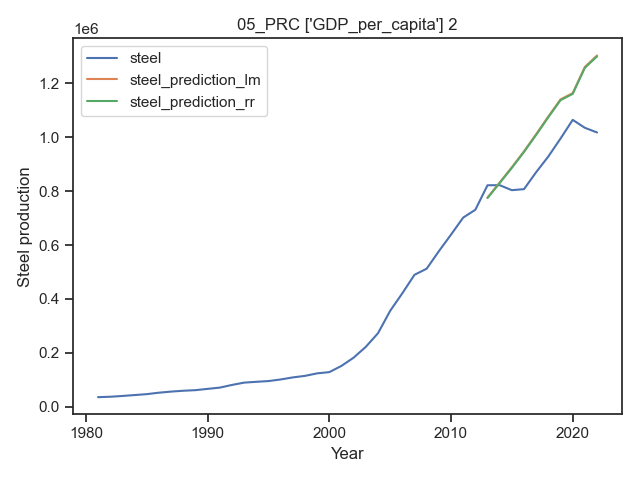 05_PRC ['GDP_per_capita'] 2
1e6
steel
steel_prediction_lm
steel_prediction_rr
1.2
1.0
0.8
0.6
0.4
0.2
0.0
Steel production
1980
1990
2000
2010
2020
Year